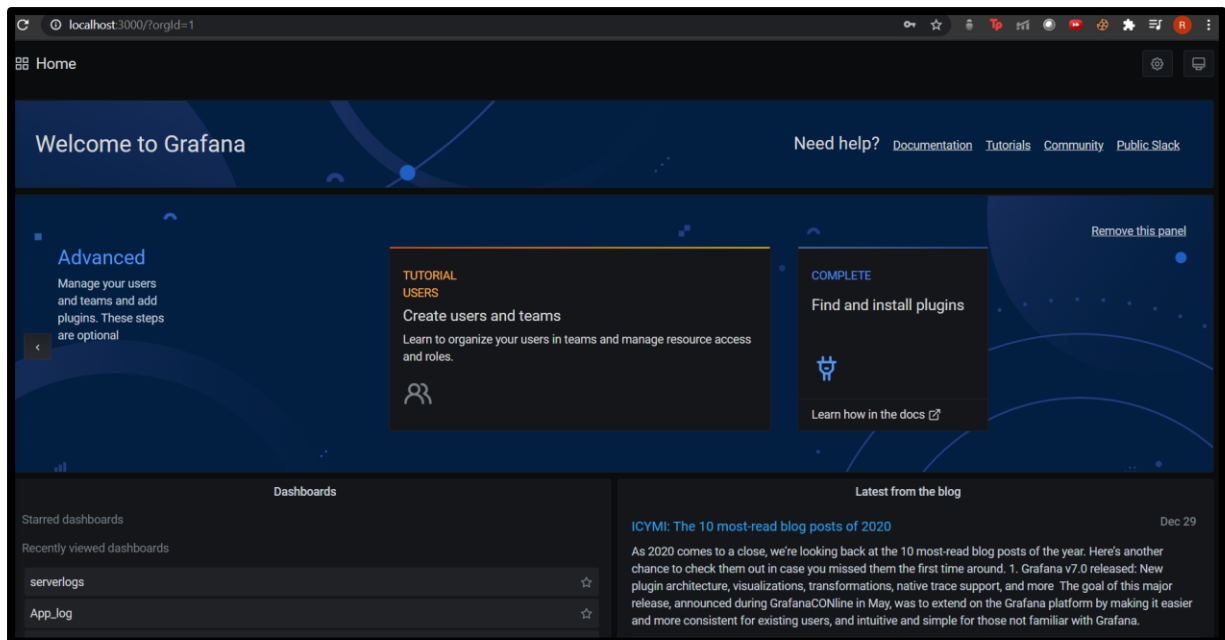 localhost:3000/?orgId=1
Tp
R
Home
Welcome to Grafana
Need help? Documentation Tutorials Community Public Slack
Remove this panel
Advanced
Manage your users
and teams and add
plugins. These steps
are optional
TUTORIAL
USERS
Create users and teams
Learn to organize your users in teams and manage resource access
and roles.
COMPLETE
Find and install plugins
Learn how in the docs
Dashboards
Starred dashboards
Recently viewed dashboards
serverlogs
App_log
Latest from the blog
ICYMI: The 10 most-read blog posts of 2020
Dec 29
As 2020 comes to a close, we're looking back at the 10 most-read blog posts of the year. Here's another
chance to check them out in case you missed them the first time around. 1. Grafana v7.0 released: New
plugin architecture, visualizations, transformations, native trace support, and more The goal of this major
release, announced during GrafanaCONline in May, was to extend on the Grafana platform by making it easier
and more consistent for existing users, and intuitive and simple for those not familiar with Grafana.